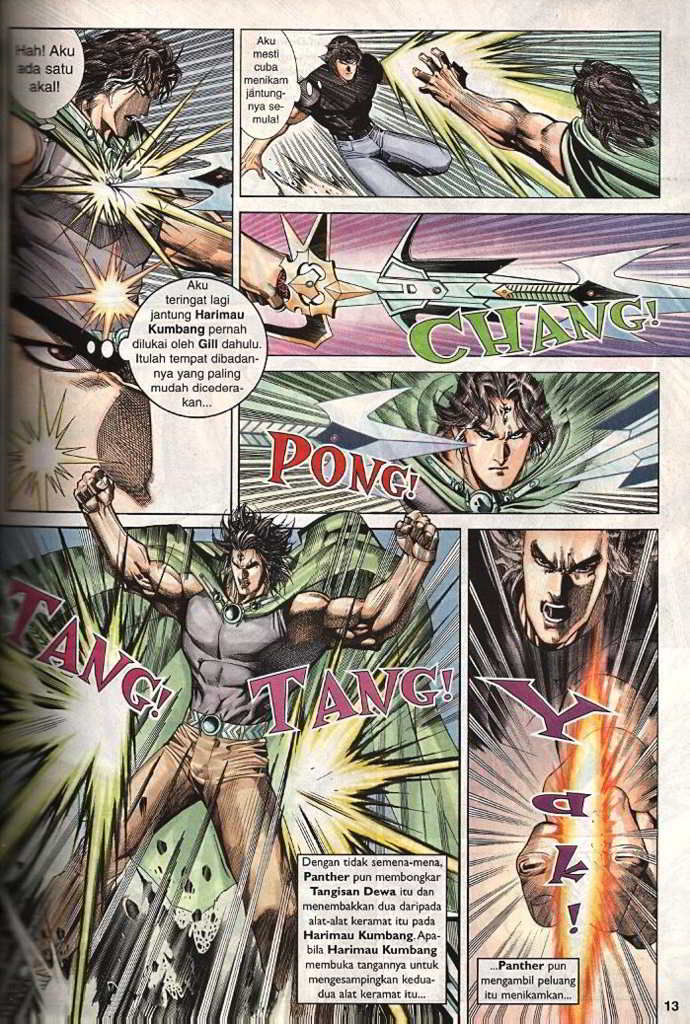 Hah! Aku
ada satu
akal!
Aku
mesti
cuba
menikam
jantung-
nya se-
mula!
CHANG!
Aku
teringat lagi
jantung Harimau
Kumbang pernah
dilukai oleh Gill dahulu.
Itulah tempat dibadan-
nya yang paling
mudah dicedera-
kan...
PONG!
TANG!
TANG!
Dengan tidak semena-mena,
Panther pun membongkar
Tangisan Dewa itu dan
menembakkan dua daripada
alat-alat keramat itu pada
Harimau Kumbang. Apa-
bila Harimau Kumbang
membuka tangannya untuk
mengesampingkan kedua-
dua alat keramat itu...
Yak!
...Panther pun
mengambil peluang
itu menikamkan...
13